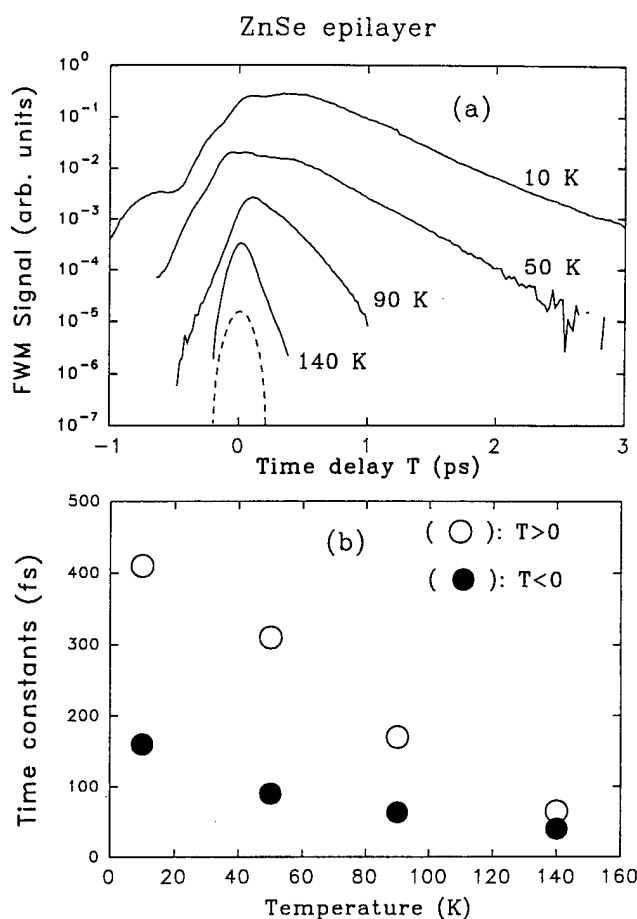 ZnSe epilayer
FWM Signal (arb. units)
10⁰
10⁻¹
10⁻²
10⁻³
10⁻⁴
10⁻⁵
10⁻⁶
10⁻⁷
(a)
10 K
50 K
90 K
140 K
−1 0 1 2 3
Time delay T (ps)
Time constants (fs)
500
400
300
200
100
0
(b)
( ○ ): T>0
( ● ): T<0
0 20 40 60 80 100 120 140 160
Temperature (K)